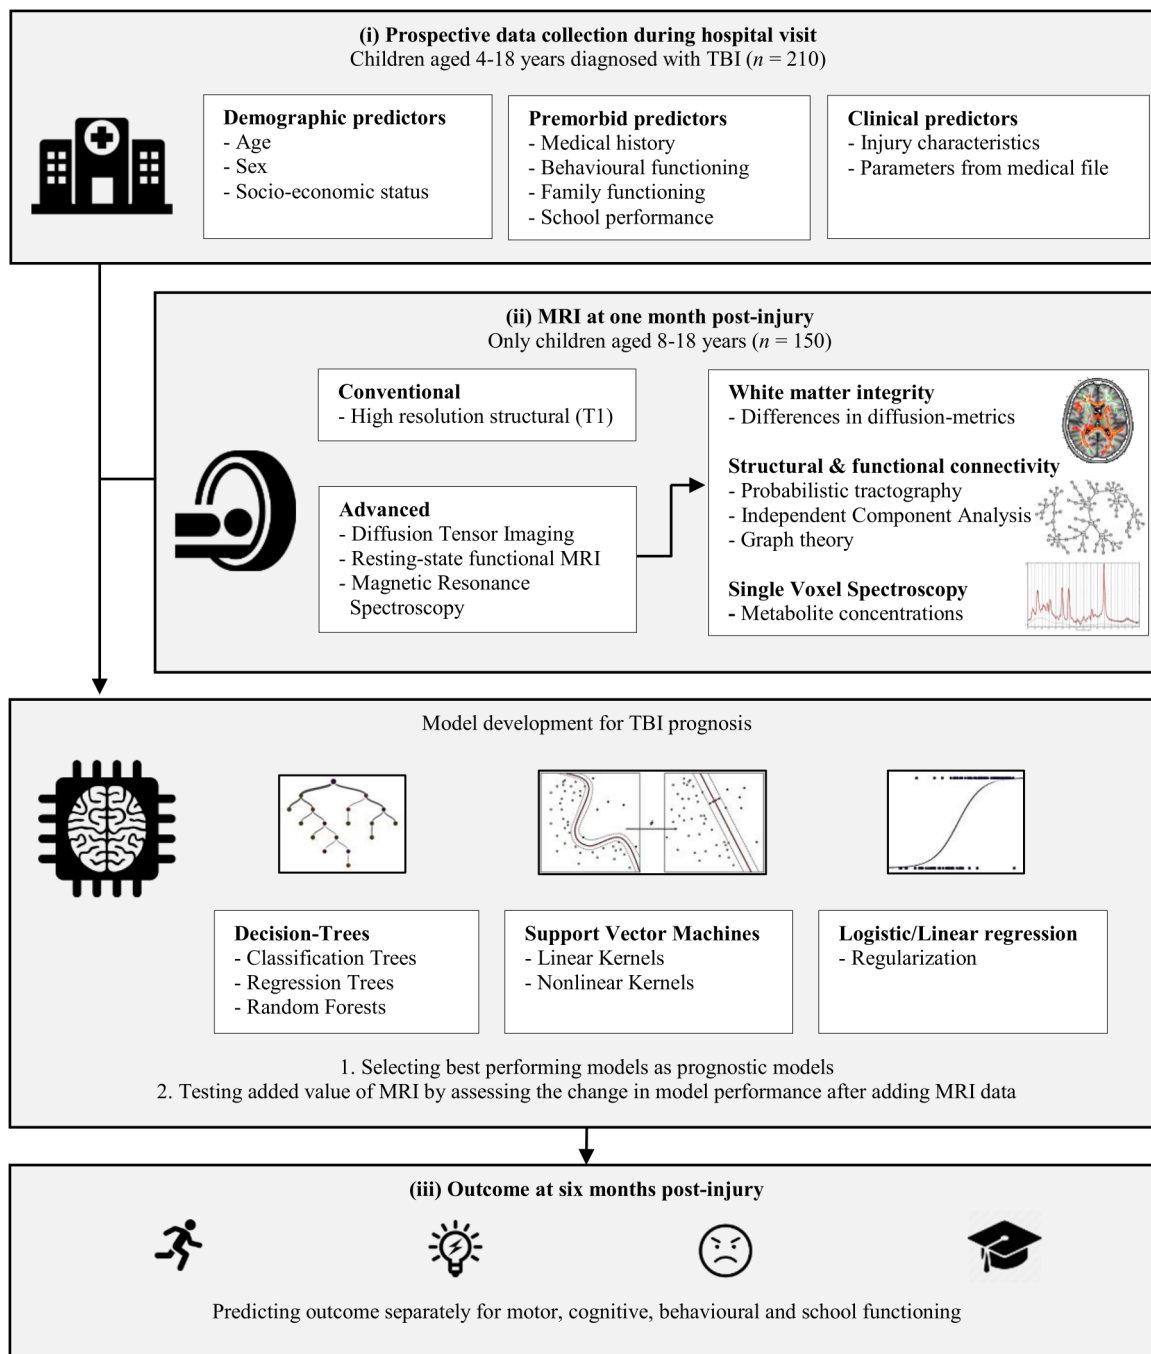 (i) Prospective data collection during hospital visit
Children aged 4-18 years diagnosed with TBI (n = 210)
Demographic predictors
- Age
- Sex
- Socio-economic status
Premorbid predictors
- Medical history
- Behavioural functioning
- Family functioning
- School performance
Clinical predictors
- Injury characteristics
- Parameters from medical file
(ii) MRI at one month post-injury
Only children aged 8-18 years (n = 150)
Conventional
- High resolution structural (T1)
Advanced
- Diffusion Tensor Imaging
- Resting-state functional MRI
- Magnetic Resonance
Spectroscopy
White matter integrity
- Differences in diffusion-metrics
Structural & functional connectivity
- Probabilistic tractography
- Independent Component Analysis
- Graph theory
Single Voxel Spectroscopy
- Metabolite concentrations
Model development for TBI prognosis
Decision-Trees
- Classification Trees
- Regression Trees
- Random Forests
Support Vector Machines
- Linear Kernels
- Nonlinear Kernels
Logistic/Linear regression
- Regularization
1. Selecting best performing models as prognostic models
2. Testing added value of MRI by assessing the change in model performance after adding MRI data
(iii) Outcome at six months post-injury
Predicting outcome separately for motor, cognitive, behavioural and school functioning